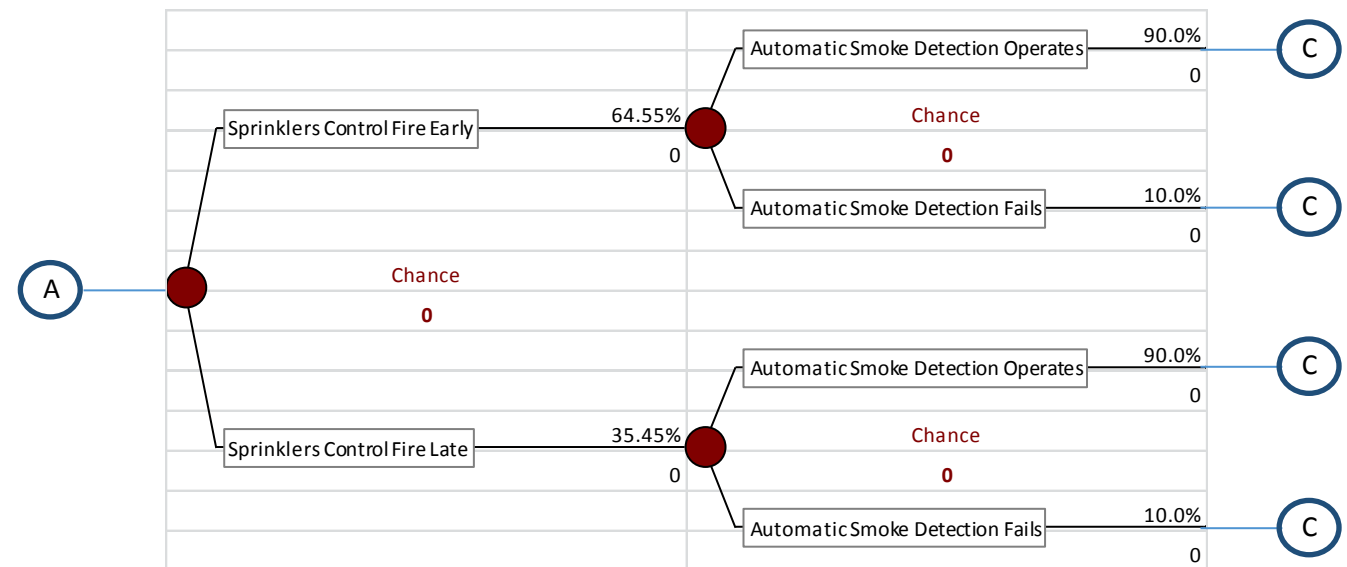 Automatic Smoke Detection Operates
90.0%
C
0
Sprinklers Control Fire Early
64.55%
0
Chance
0
Automatic Smoke Detection Fails
10.0%
C
0
A
Chance
0
Automatic Smoke Detection Operates
90.0%
C
0
Sprinklers Control Fire Late
35.45%
0
Chance
0
Automatic Smoke Detection Fails
10.0%
C
0